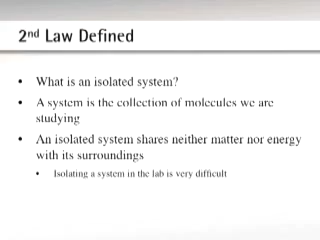 2nd Law Defined
• What is an isolated system?
• A system is the collection of molecules we are
studying
• An isolated system shares neither matter nor energy
with its surroundings
• Isolating a system in the lab is very difficult